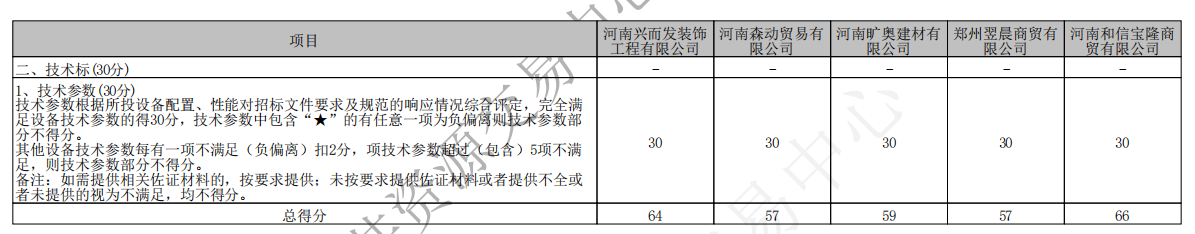 项目
河南兴而发装饰
工程有限公司
河南森动贸易有
限公司
河南旷奥建材有
限公司
郑州翌晨商贸有
限公司
河南和信宝隆商
贸有限公司
二、技术标(30分)
–
–
–
–
–
1、技术参数(30分)
技术参数根据所投设备配置、性能对招标文件要求及规范的响应情况综合评定，完全满
足设备技术参数的得30分，技术参数中包含“★”的有任意一项为负偏离则技术参数部
分不得分。
其他设备技术参数每有一项不满足（负偏离）扣2分，项技术参数超过（包含）5项不满
足，则技术参数部分不得分。
备注：如需提供相关佐证材料的，按要求提供；未按要求提供佐证材料或者提供不全或
者未提供的视为不满足，均不得分。
30
30
30
30
30
总得分
64
57
59
57
66
资源交易中心
易中心